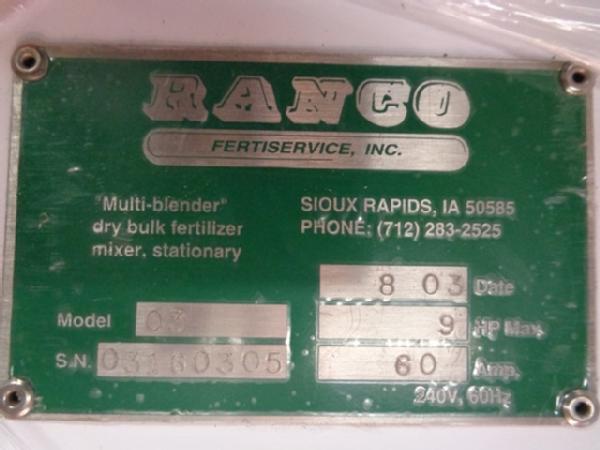 RANCO
FERTISERVICE, INC.
"Multi-blender"
dry bulk fertilizer
mixer, stationary
SIOUX RAPIDS, IA 50585
PHONE: (712) 283-2525
8 03 Date
Model 03
9 HP Max.
S.N. 03160305
60 Amp.
240V, 60Hz